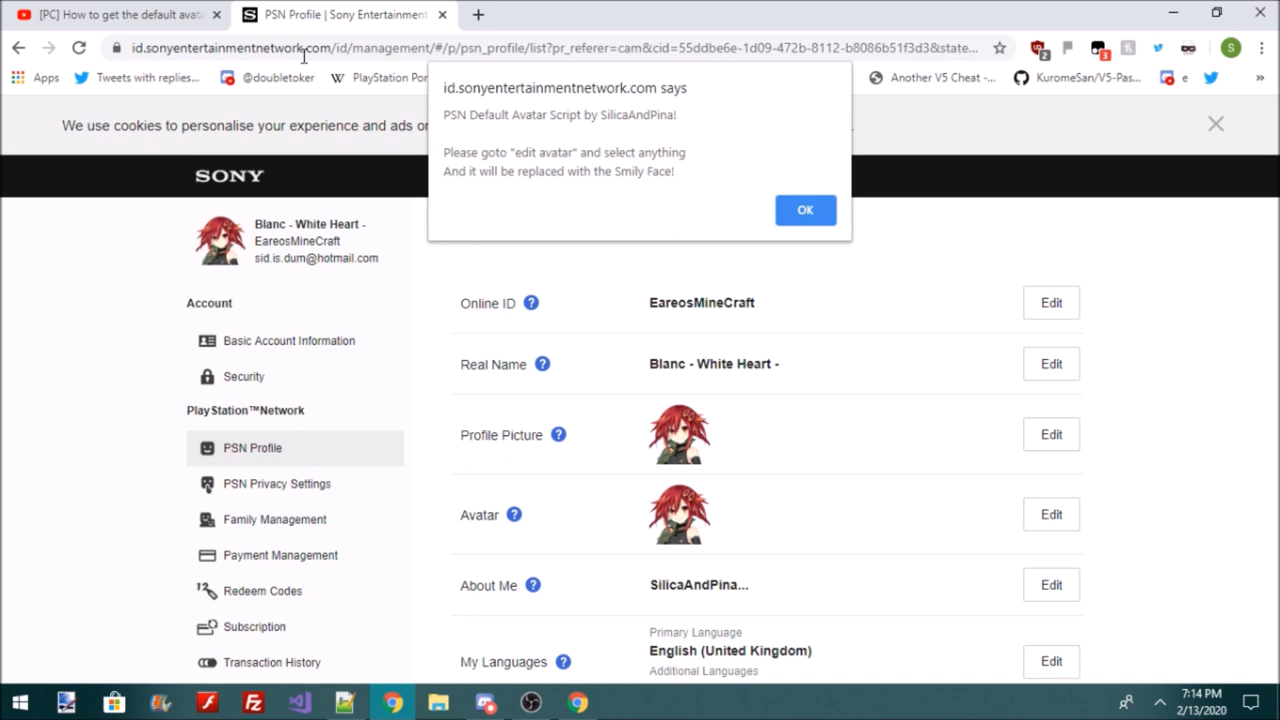 [PC] How to get the default avata
PSN Profile | Sony Entertainment
id.sonyentertainmentnetwork.com/id/management/#/p/psn_profile/list?pr_referer=cam&cid=55ddbe6e-1d09-472b-8112-b8086b51f3d3&state...
2
3
S
Apps
Tweets with replies...
@doubletoker
PlayStation Por
Another V5 Cheat -...
KuromeSan/V5-Pas...
e
»
We use cookies to personalise your experience and ads or
id.sonyentertainmentnetwork.com says
PSN Default Avatar Script by SilicaAndPina!
Please goto "edit avatar" and select anything
And it will be replaced with the Smily Face!
OK
SONY
Blanc - White Heart -
EareosMineCraft
sid.is.dum@hotmail.com
Account
Basic Account Information
Security
PlayStation™Network
PSN Profile
PSN Privacy Settings
Family Management
Payment Management
Redeem Codes
Subscription
Transaction History
Online ID
EareosMineCraft
Edit
Real Name
Blanc - White Heart -
Edit
Profile Picture
Edit
Avatar
Edit
About Me
SilicaAndPina...
Edit
My Languages
Primary Language
English (United Kingdom)
Additional Languages
Edit
7:14 PM
2/13/2020